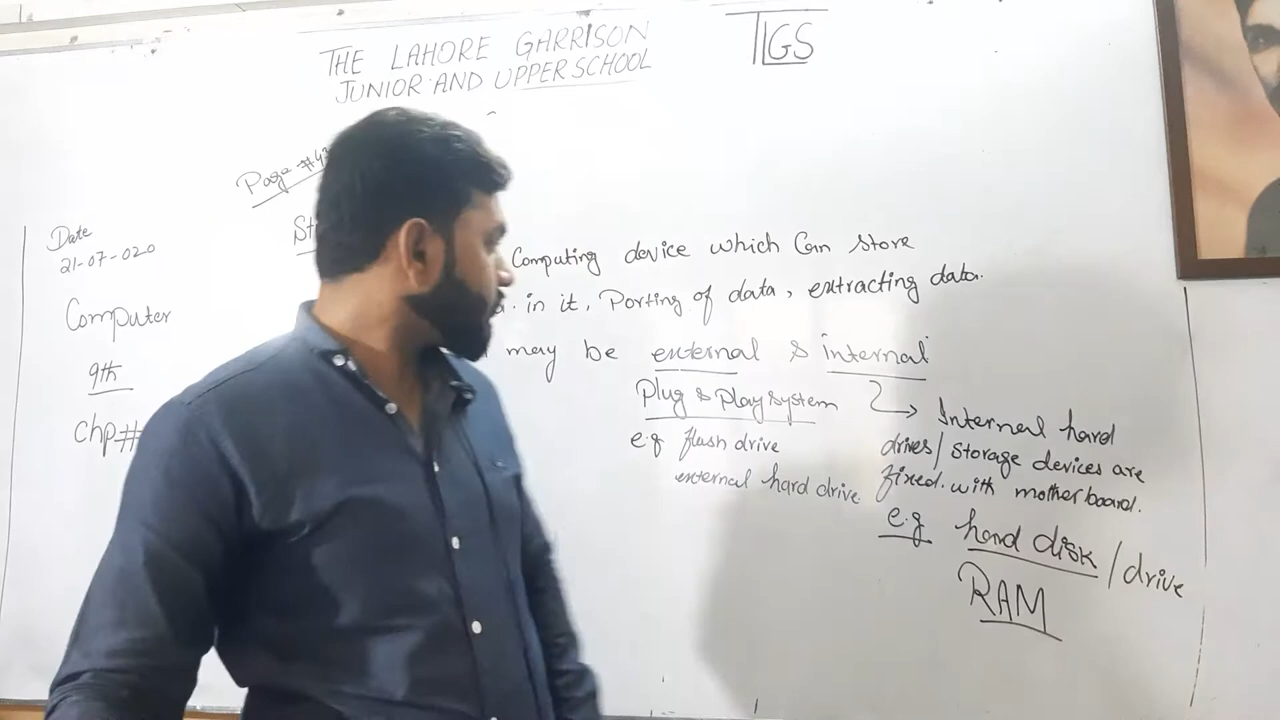 THE LAHORE GARRISON
JUNIOR AND UPPER SCHOOL
TLGS
Page #43
Date
21-07-020
Computer
9th
Chp#
Computing device which Can store
in it, Porting of data, extracting data.
may be external & internal
Plug & Play system
e.g flash drive
external hard drive
Internal hard
drives/storage devices are
fixed. with motherboard.
e.g hard disk/drive
RAM